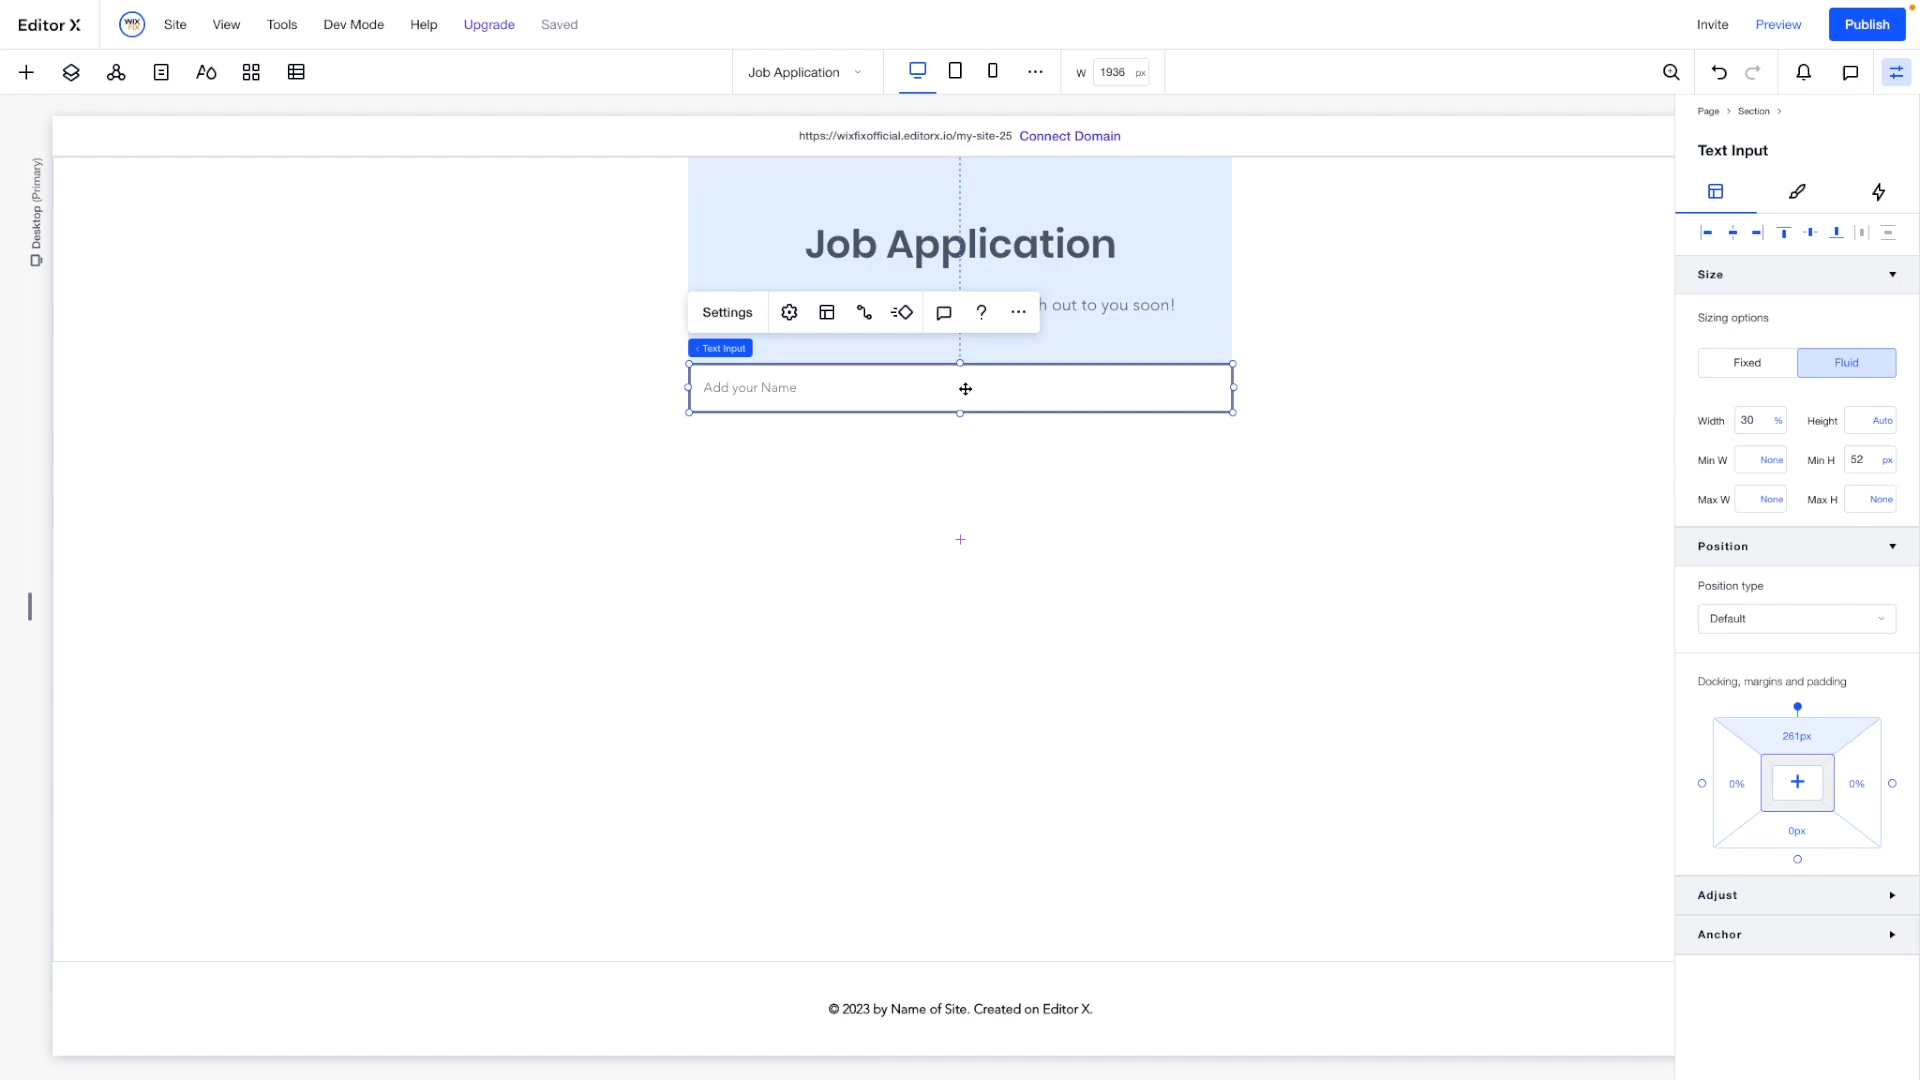 Editor X
WIX FIX
Site
View
Tools
Dev Mode
Help
Upgrade
Saved
Invite
Preview
Publish
Job Application
W
1936
px
Desktop (Primary)
https://wixfixofficial.editorx.io/my-site-25
Connect Domain
Job Application
h out to you soon!
Settings
?
< Text Input
Add your Name
© 2023 by Name of Site. Created on Editor X.
Page > Section >
Text Input
Size
Sizing options
Fixed
Fluid
Width
30
%
Height
Auto
Min W
None
Min H
52
px
Max W
None
Max H
None
Position
Position type
Default
Docking, margins and padding
261px
0%
0%
0px
Adjust
Anchor